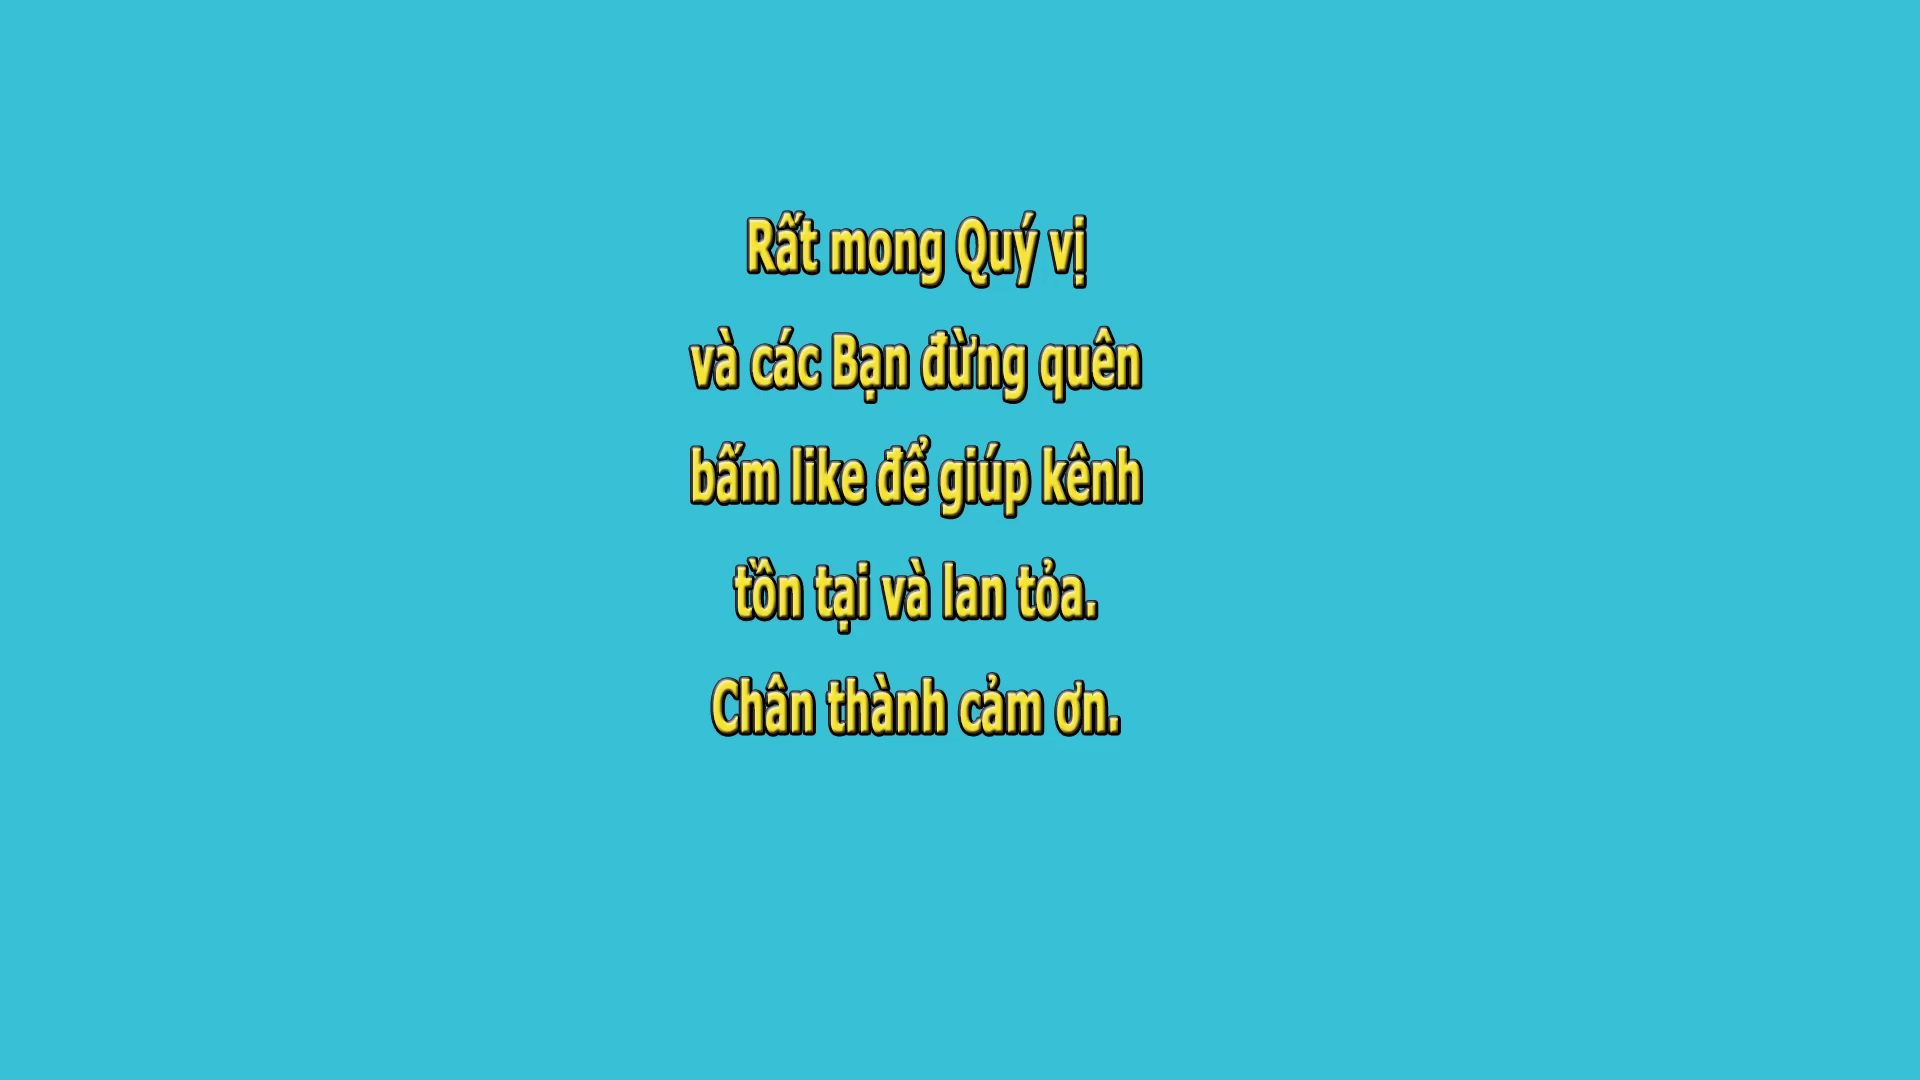 Rất mong Quý vị
và các Bạn đừng quên
bấm like để giúp kênh
tồn tại và lan tỏa.
Chân thành cảm ơn.